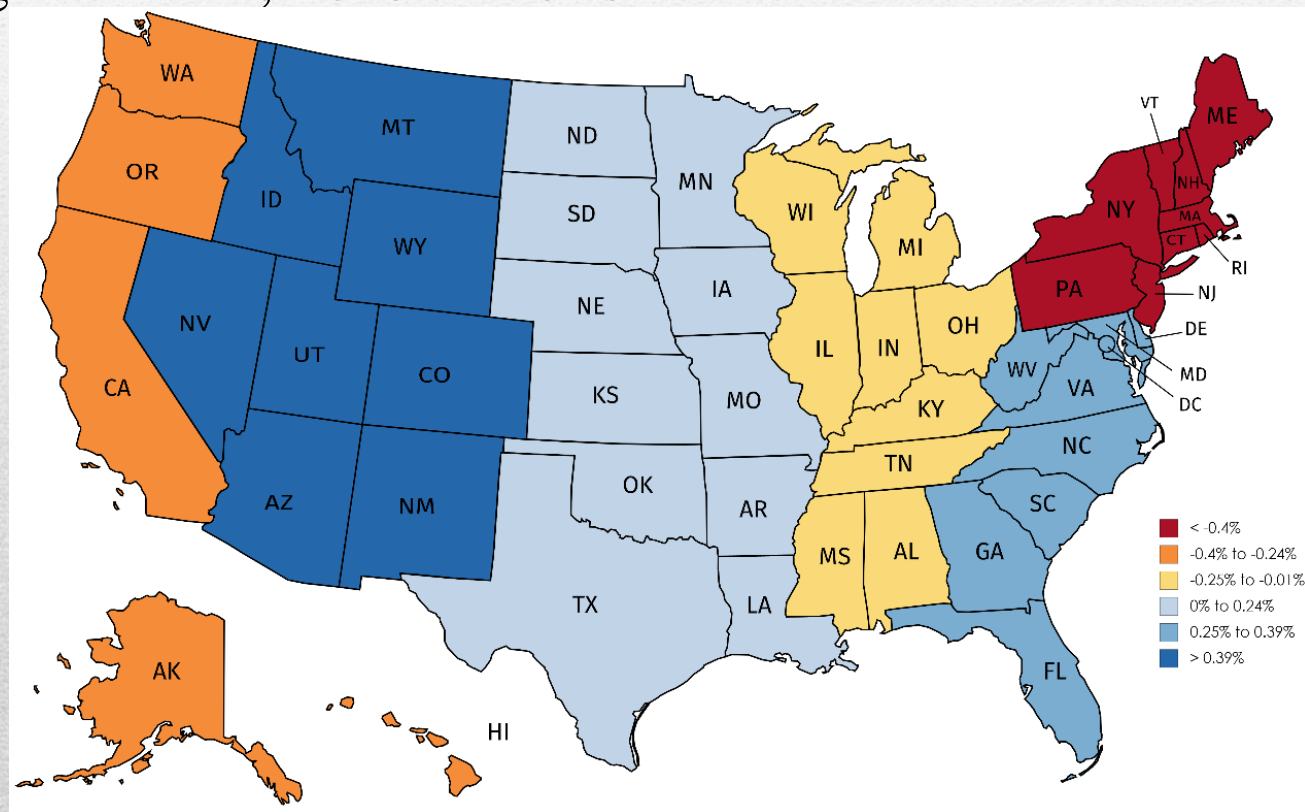 WA
MT
ND
MN
VT
ME
OR
ID
SD
WI
NH
NY
MA
WY
MI
CT
RI
IA
PA
NJ
NE
NV
OH
DE
UT
IL
IN
WV
MD
CO
CA
KS
MO
VA
DC
KY
NC
TN
OK
AZ
NM
AR
SC
MS
AL
GA
< -0.4%
-0.4% to -0.24%
-0.25% to -0.01%
TX
LA
0% to 0.24%
0.25% to 0.39%
> 0.39%
AK
FL
HI